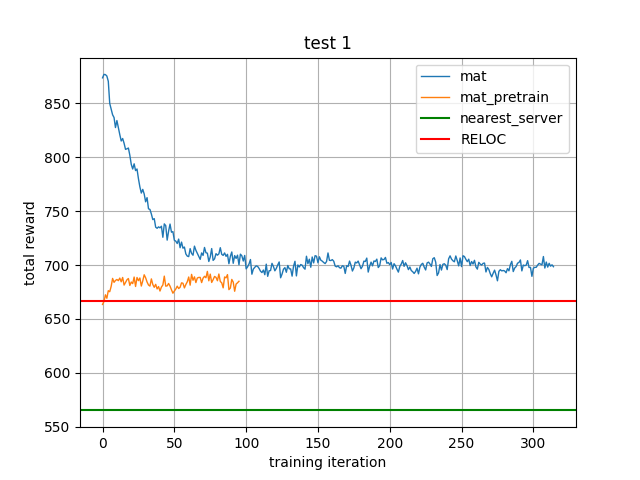 test 1
total reward
850
800
750
700
650
600
550
0 50 100 150 200 250 300
training iteration
mat
mat_pretrain
nearest_server
RELOC